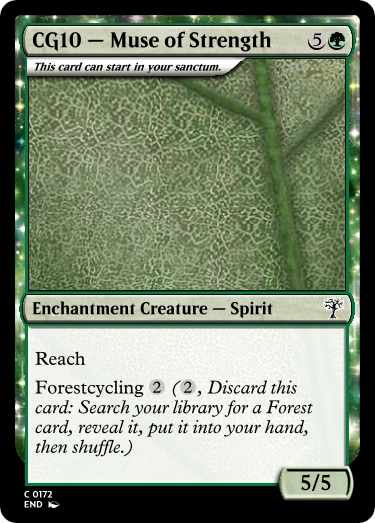 CG10 — Muse of Strength 5
This card can start in your sanctum.
Enchantment Creature — Spirit
Reach
Forestcycling 2 (2, Discard this
card: Search your library for a Forest
card, reveal it, put it into your hand,
then shuffle.)
5/5
C 0172
END